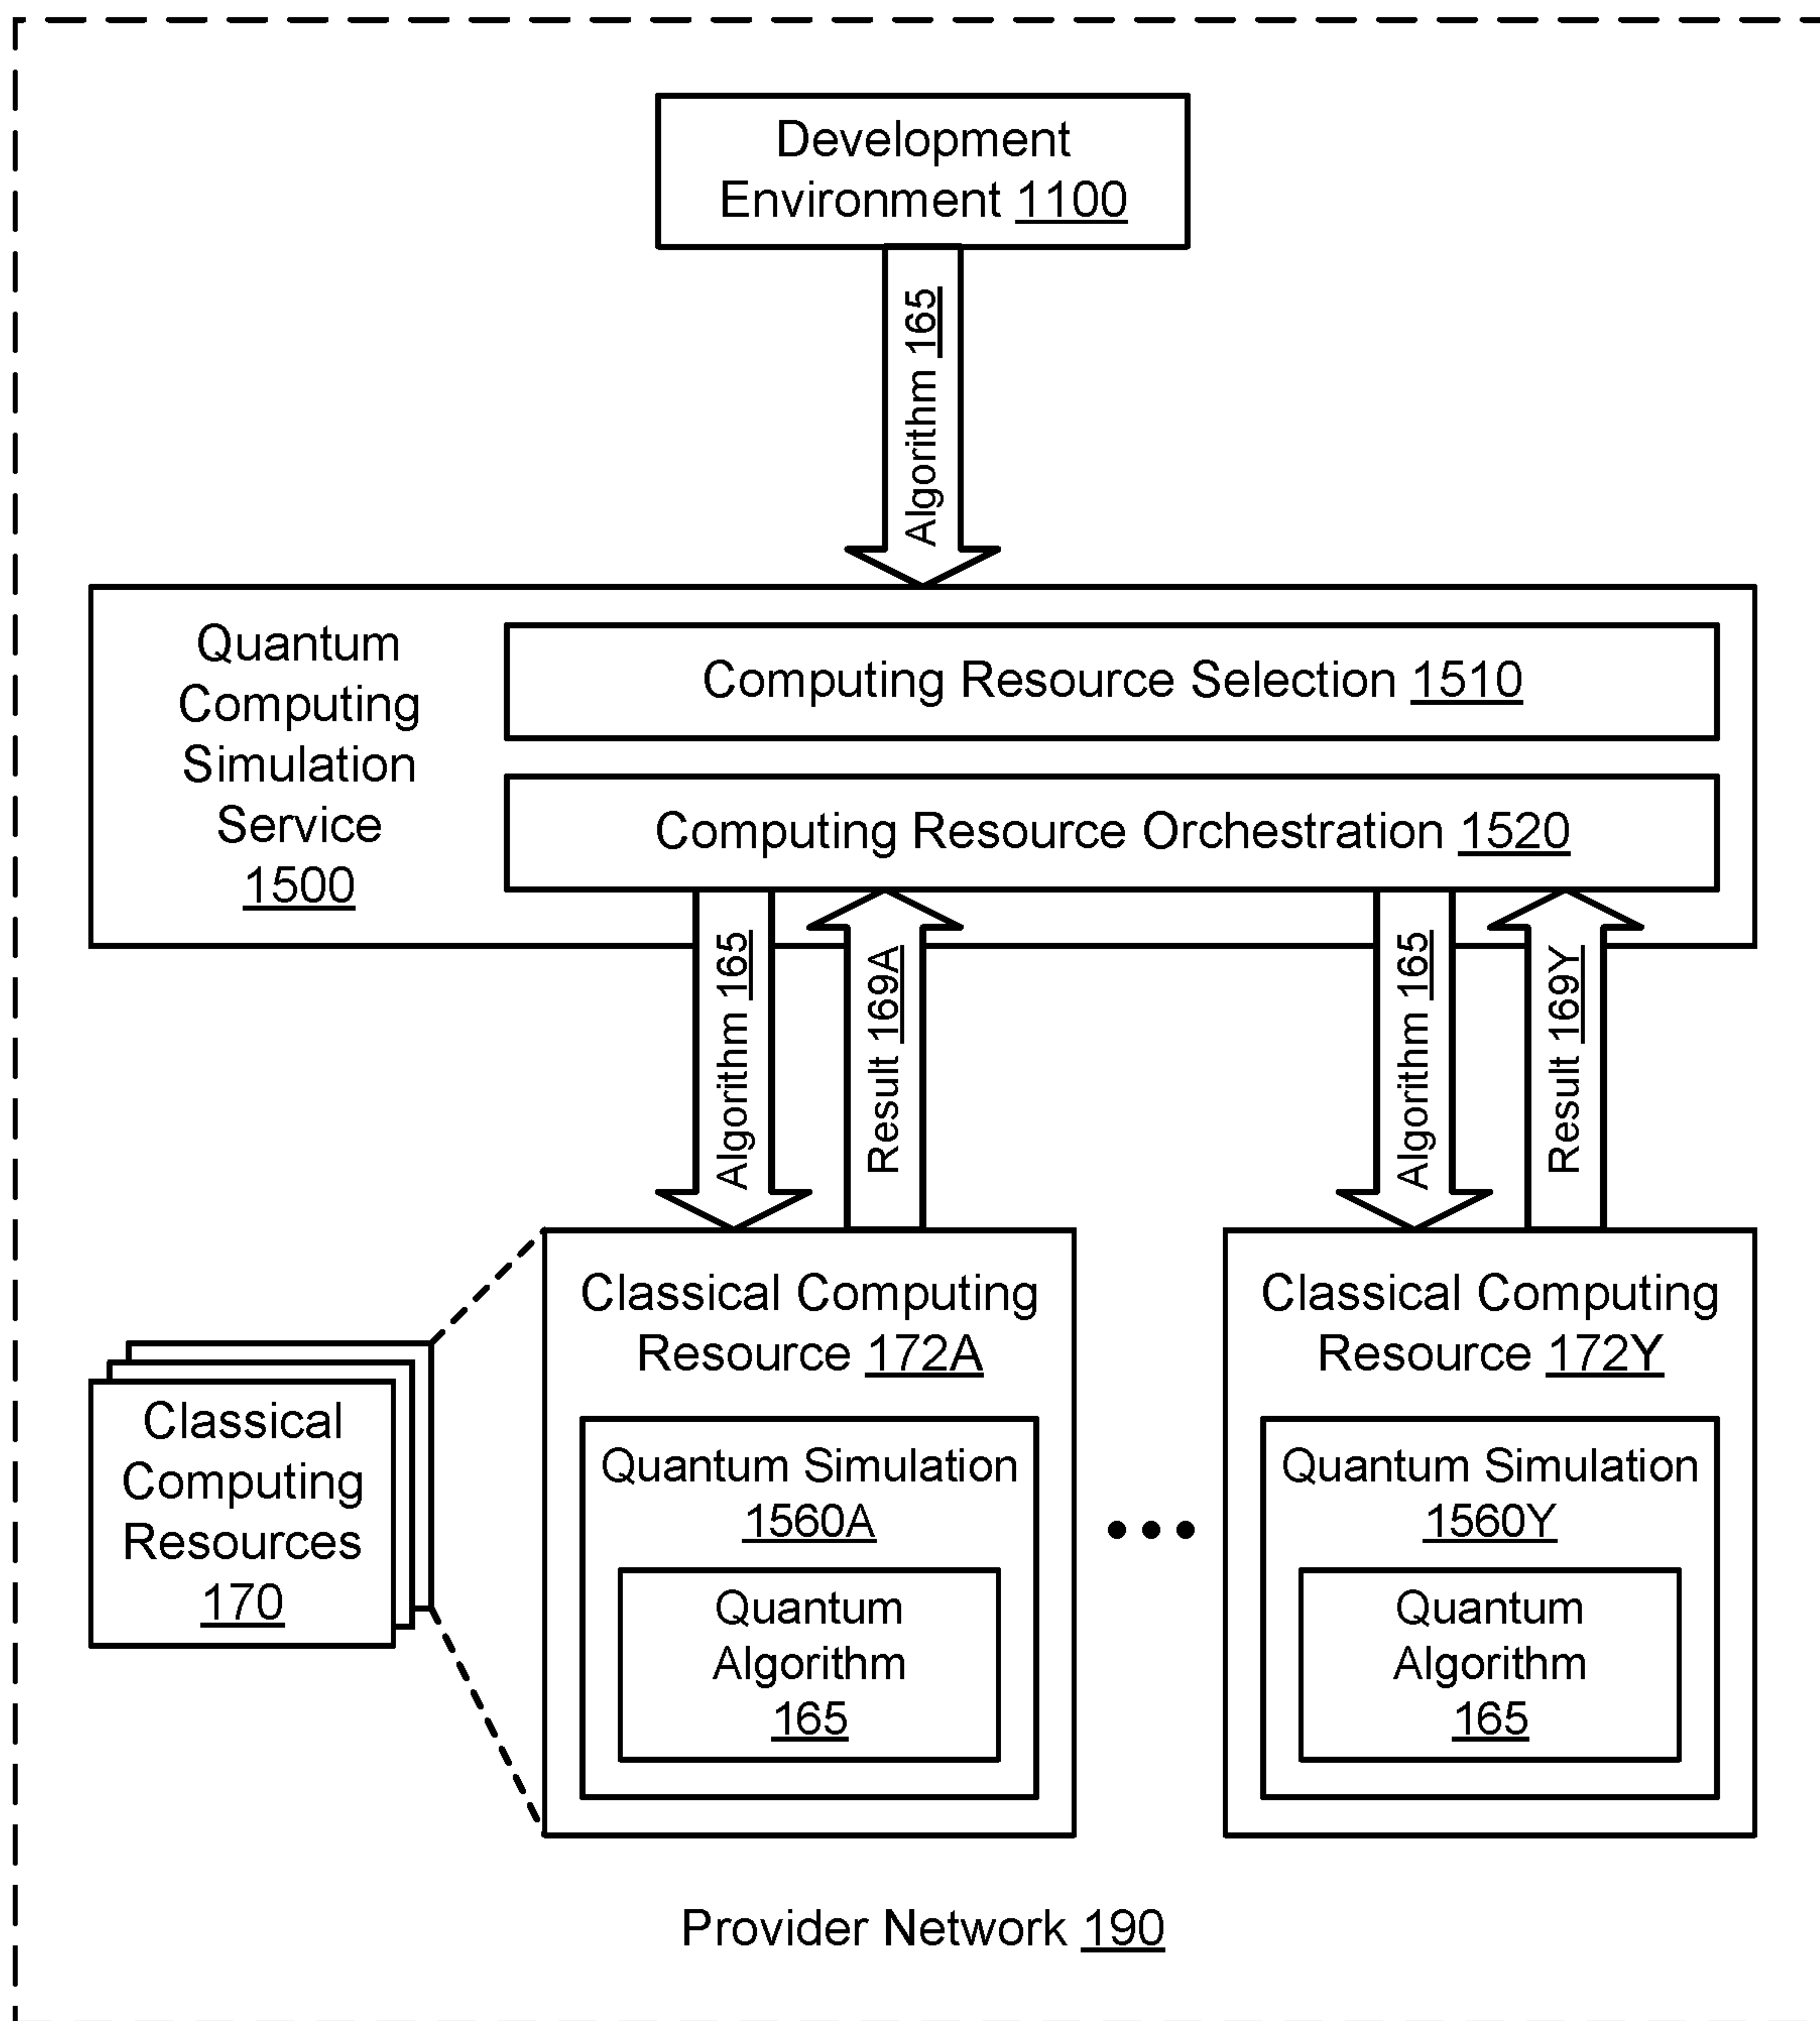 Development
Environment 1100
Algorithm 165
Quantum
Computing
Simulation
Service
1500
Computing Resource Selection 1510
Computing Resource Orchestration 1520
Algorithm 165
Result 169A
Algorithm 165
Result 169Y
Classical
Computing
Resources
170
Classical Computing
Resource 172A
Quantum Simulation
1560A
Quantum
Algorithm
165
Classical Computing
Resource 172Y
Quantum Simulation
1560Y
Quantum
Algorithm
165
Provider Network 190